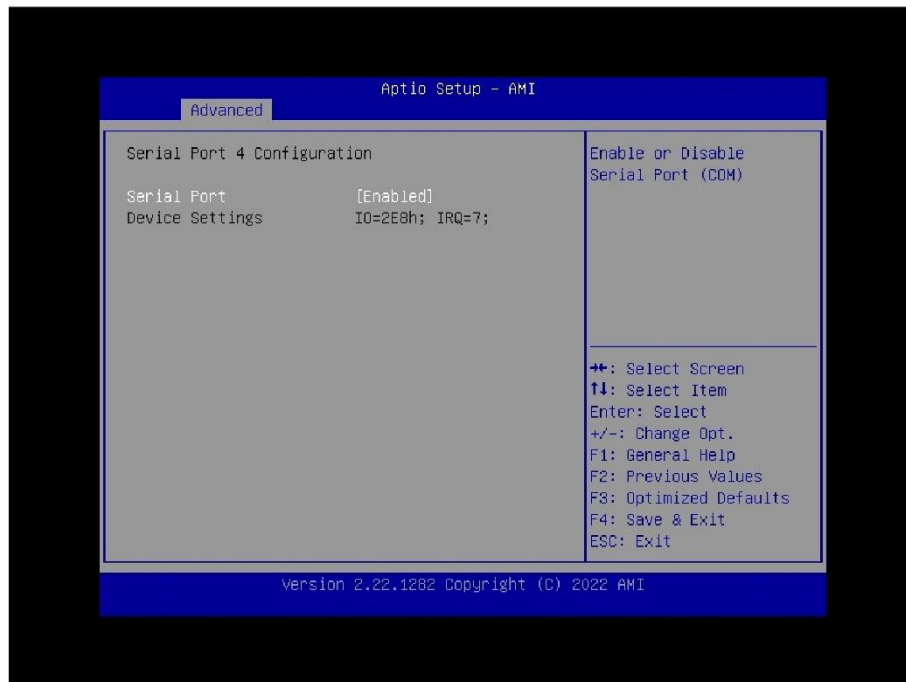 Aptio Setup - AMI
Advanced
Serial Port 4 Configuration
Serial Port [Enabled]
Device Settings IO=2E8h; IRQ=7;
Enable or Disable
Serial Port (COM)
→←: Select Screen
↑↓: Select Item
Enter: Select
+/-: Change Opt.
F1: General Help
F2: Previous Values
F3: Optimized Defaults
F4: Save & Exit
ESC: Exit
Version 2.22.1282 Copyright (C) 2022 AMI